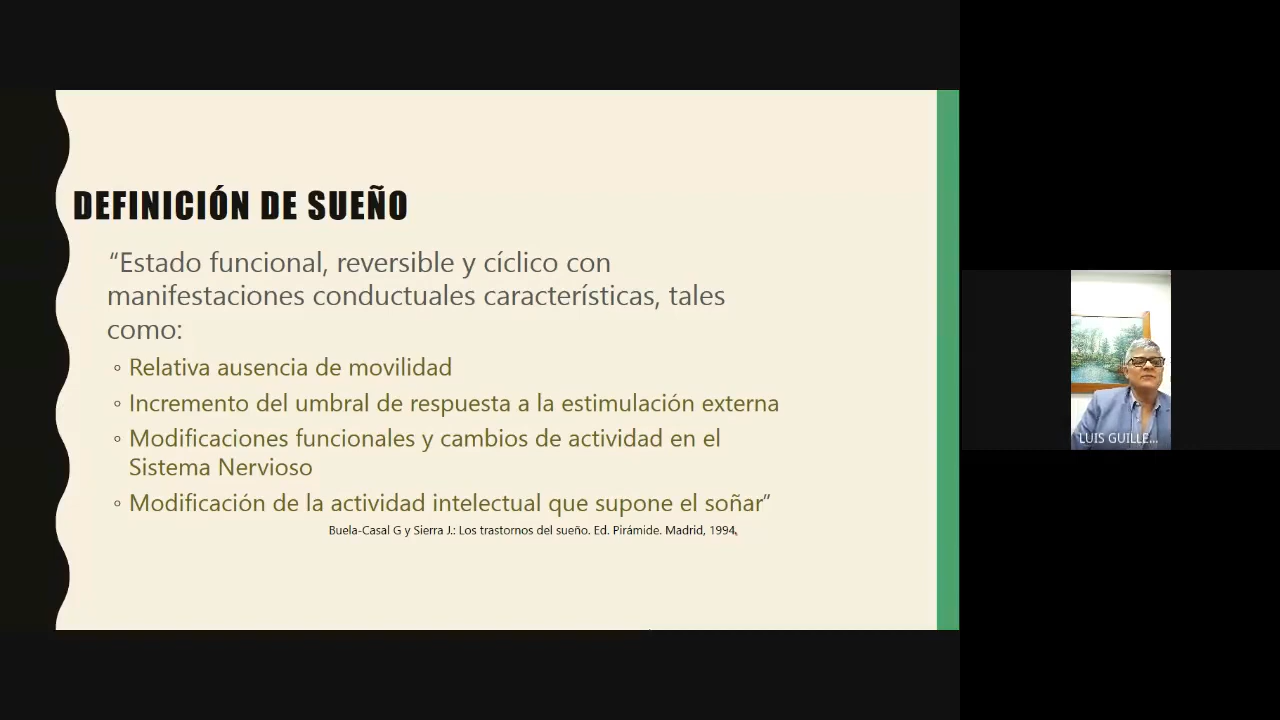 DEFINICIÓN DE SUEÑO
“Estado funcional, reversible y cíclico con
manifestaciones conductuales características, tales
como:
◦ Relativa ausencia de movilidad
◦ Incremento del umbral de respuesta a la estimulación externa
◦ Modificaciones funcionales y cambios de actividad en el
Sistema Nervioso
◦ Modificación de la actividad intelectual que supone el soñar”
Buela-Casal G y Sierra J.: Los trastornos del sueño. Ed. Pirámide. Madrid, 1994.
LUIS GUILLE...